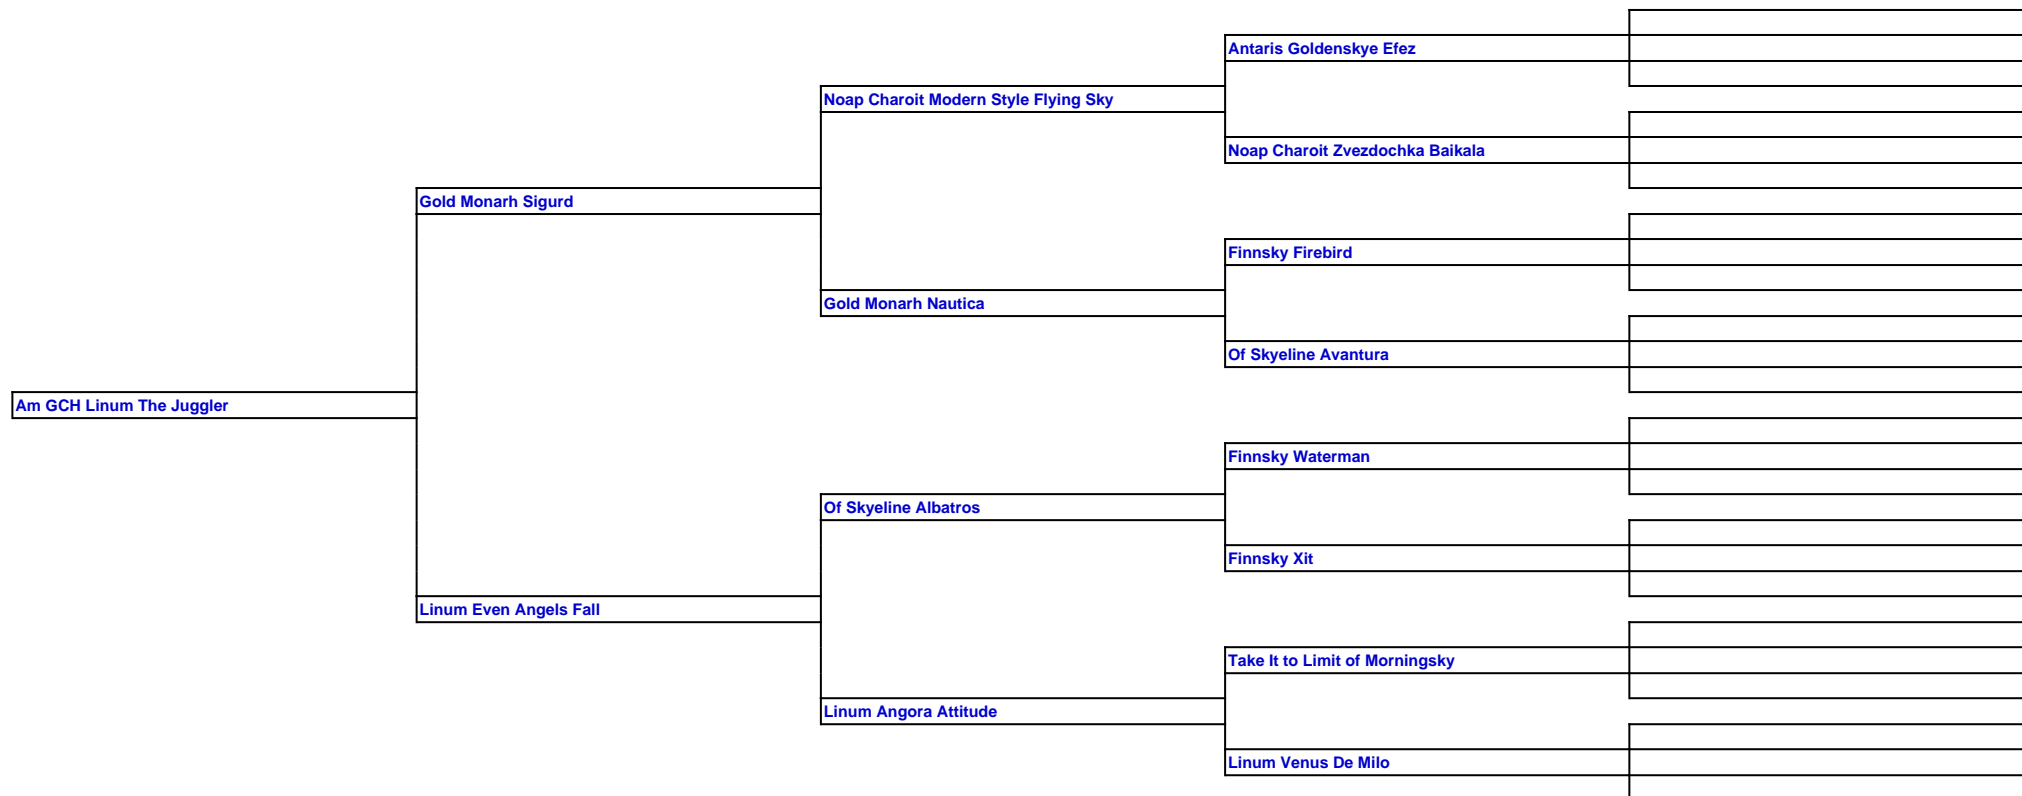 Antaris Goldenskye Efez
Noap Charoit Modern Style Flying Sky
Noap Charoit Zvezdochka Baikala
Gold Monarh Sigurd
Finnsky Firebird
Gold Monarh Nautica
Of Skyeline Avantura
Am GCH Linum The Juggler
Finnsky Waterman
Of Skyeline Albatros
Finnsky Xit
Linum Even Angels Fall
Take It to Limit of Morningsky
Linum Angora Attitude
Linum Venus De Milo